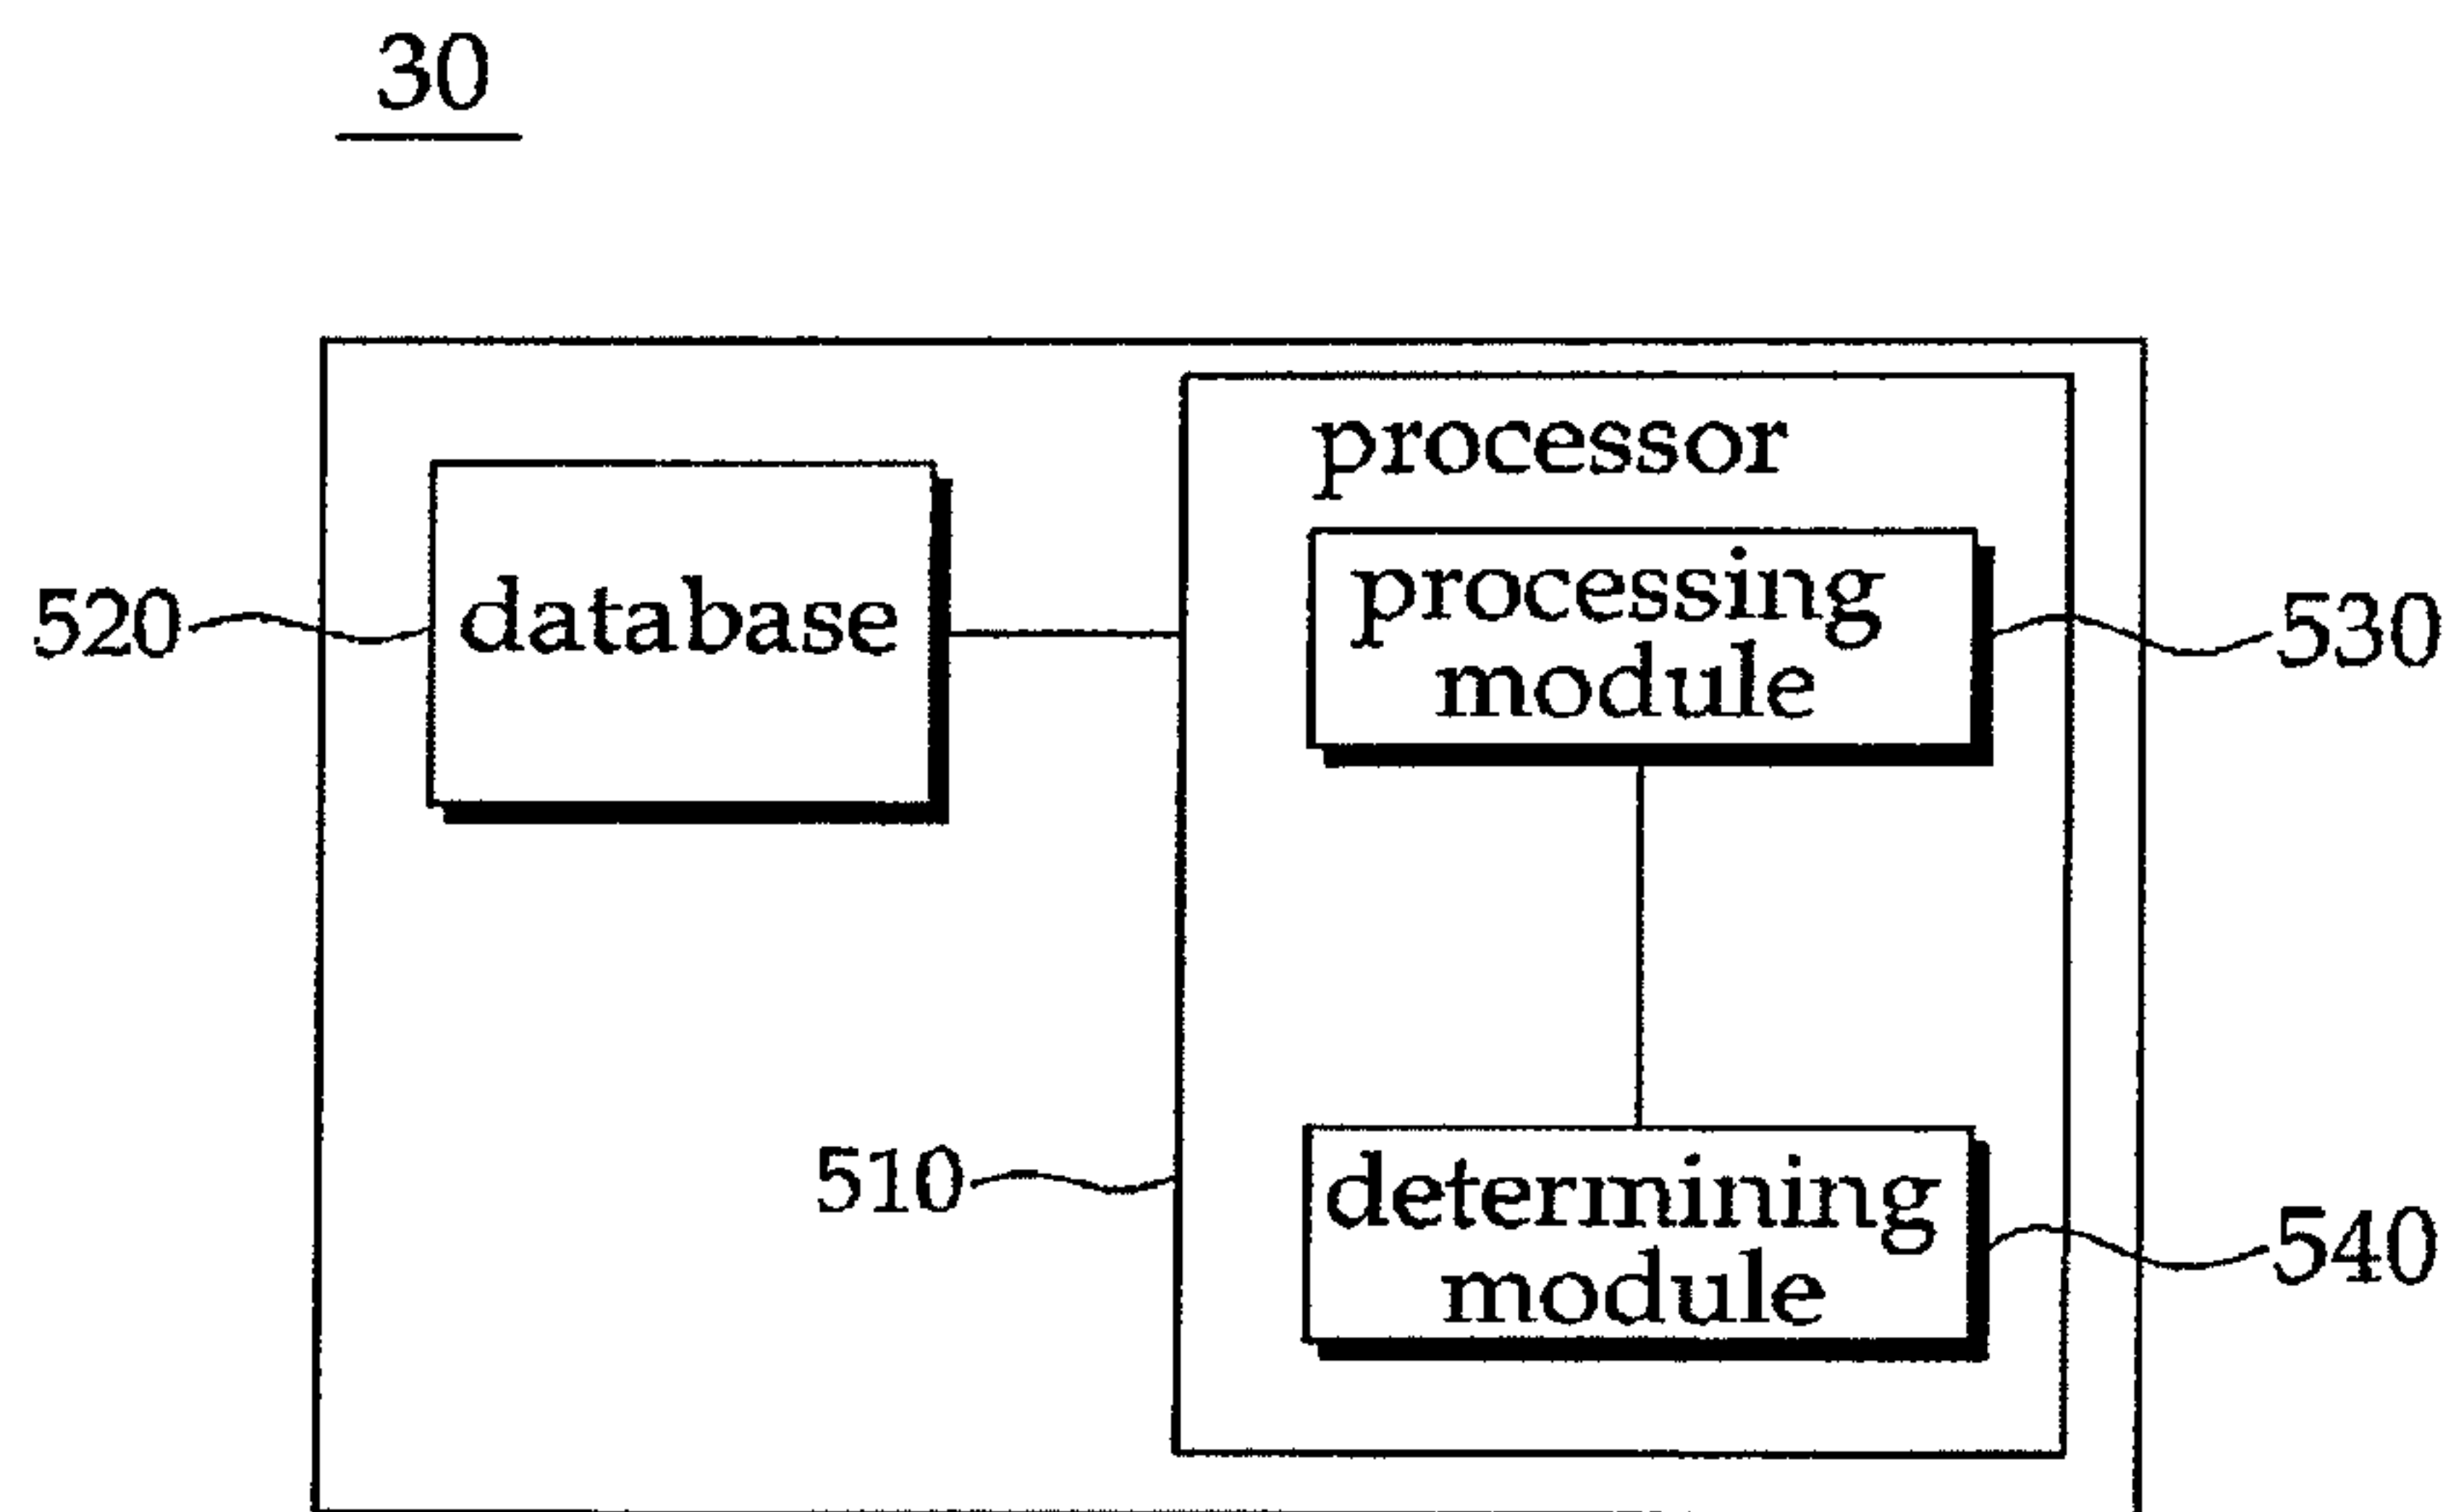 30
processor
processing
module
520
database
530
510
determining
module
540